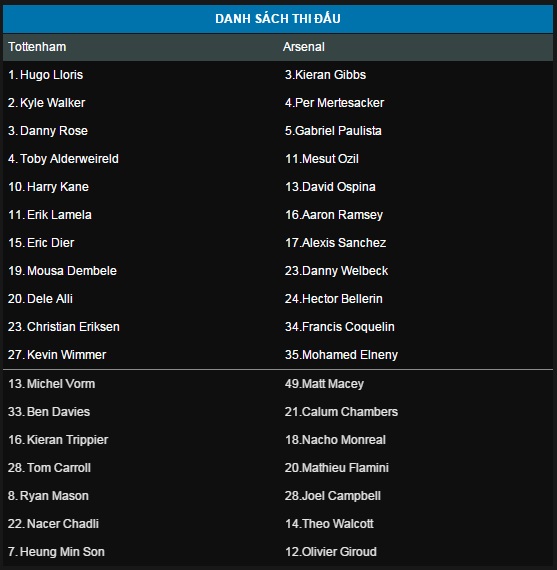 DANH SÁCH THI ĐẤU
Tottenham Arsenal
1. Hugo Lloris 3.Kieran Gibbs
2. Kyle Walker 4.Per Mertesacker
3. Danny Rose 5.Gabriel Paulista
4. Toby Alderweireld 11.Mesut Ozil
10. Harry Kane 13.David Ospina
11. Erik Lamela 16.Aaron Ramsey
15. Eric Dier 17.Alexis Sanchez
19. Mousa Dembele 23.Danny Welbeck
20. Dele Alli 24.Hector Bellerin
23. Christian Eriksen 34.Francis Coquelin
27. Kevin Wimmer 35.Mohamed Elneny
13. Michel Vorm 49.Matt Macey
33. Ben Davies 21.Calum Chambers
16. Kieran Trippier 18.Nacho Monreal
28. Tom Carroll 20.Mathieu Flamini
8. Ryan Mason 28.Joel Campbell
22. Nacer Chadli 14.Theo Walcott
7. Heung Min Son 12.Olivier Giroud